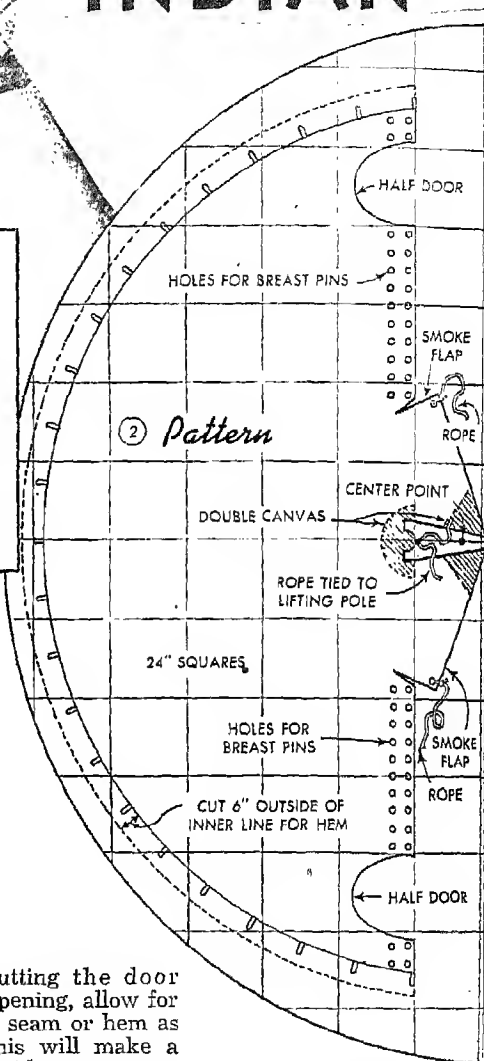 INDIAN
HALF DOOR
HOLES FOR BREAST PINS
SMOKE
FLAP
ROPE
② Pattern
CENTER POINT
DOUBLE CANVAS
ROPE TIED TO
LIFTING POLE
24" SQUARES
HOLES FOR
BREAST PINS
SMOKE
FLAP
ROPE
CUT 6" OUTSIDE OF
INNER LINE FOR HEM
HALF DOOR
utting the door
pening, allow for
seam or hem as
his will make a